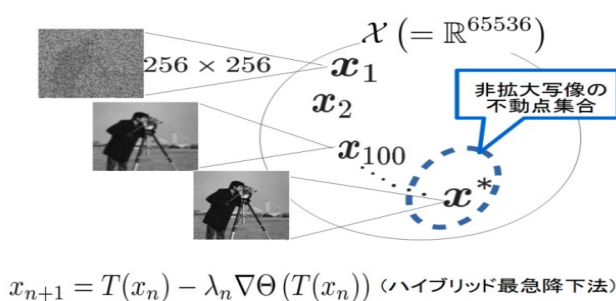 𝒳 (= ℝ^65536)
256 × 256
x_1
x_2
x_100
x^*
非拡大写像の
不動点集合
x_{n+1} = T(x_n) − λ_n∇Θ (T(x_n)) (ハイブリッド最急降下法)